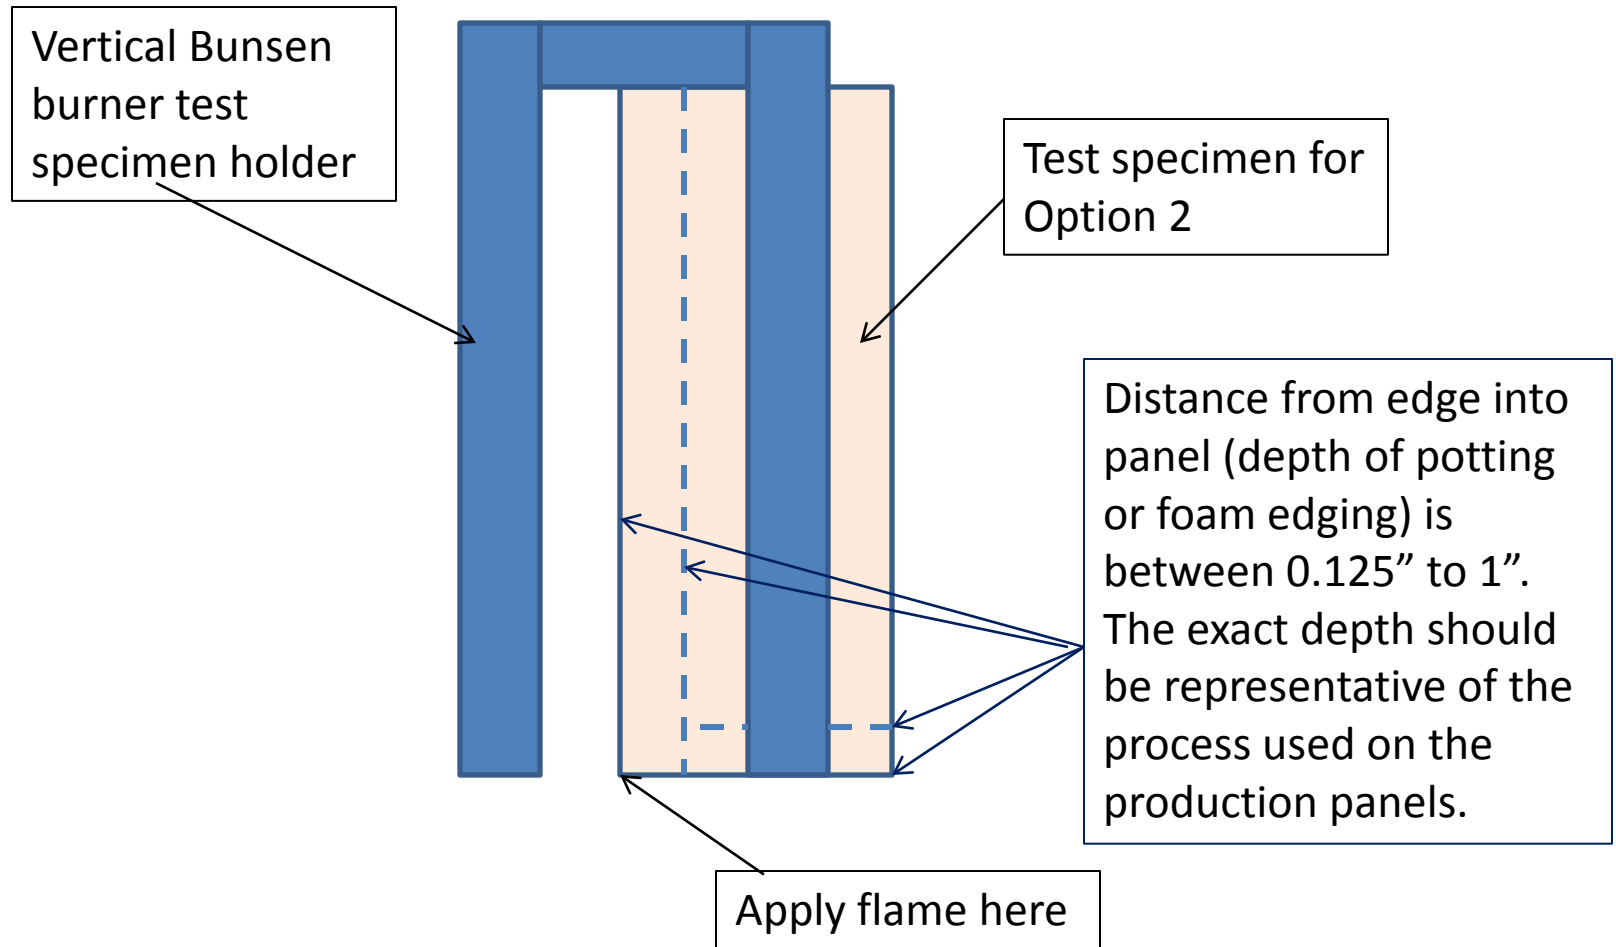 Vertical Bunsen
burner test
specimen holder
Test specimen for
Option 2
Distance from edge into
panel (depth of potting
or foam edging) is
between 0.125” to 1”.
The exact depth should
be representative of the
process used on the
production panels.
Apply flame here